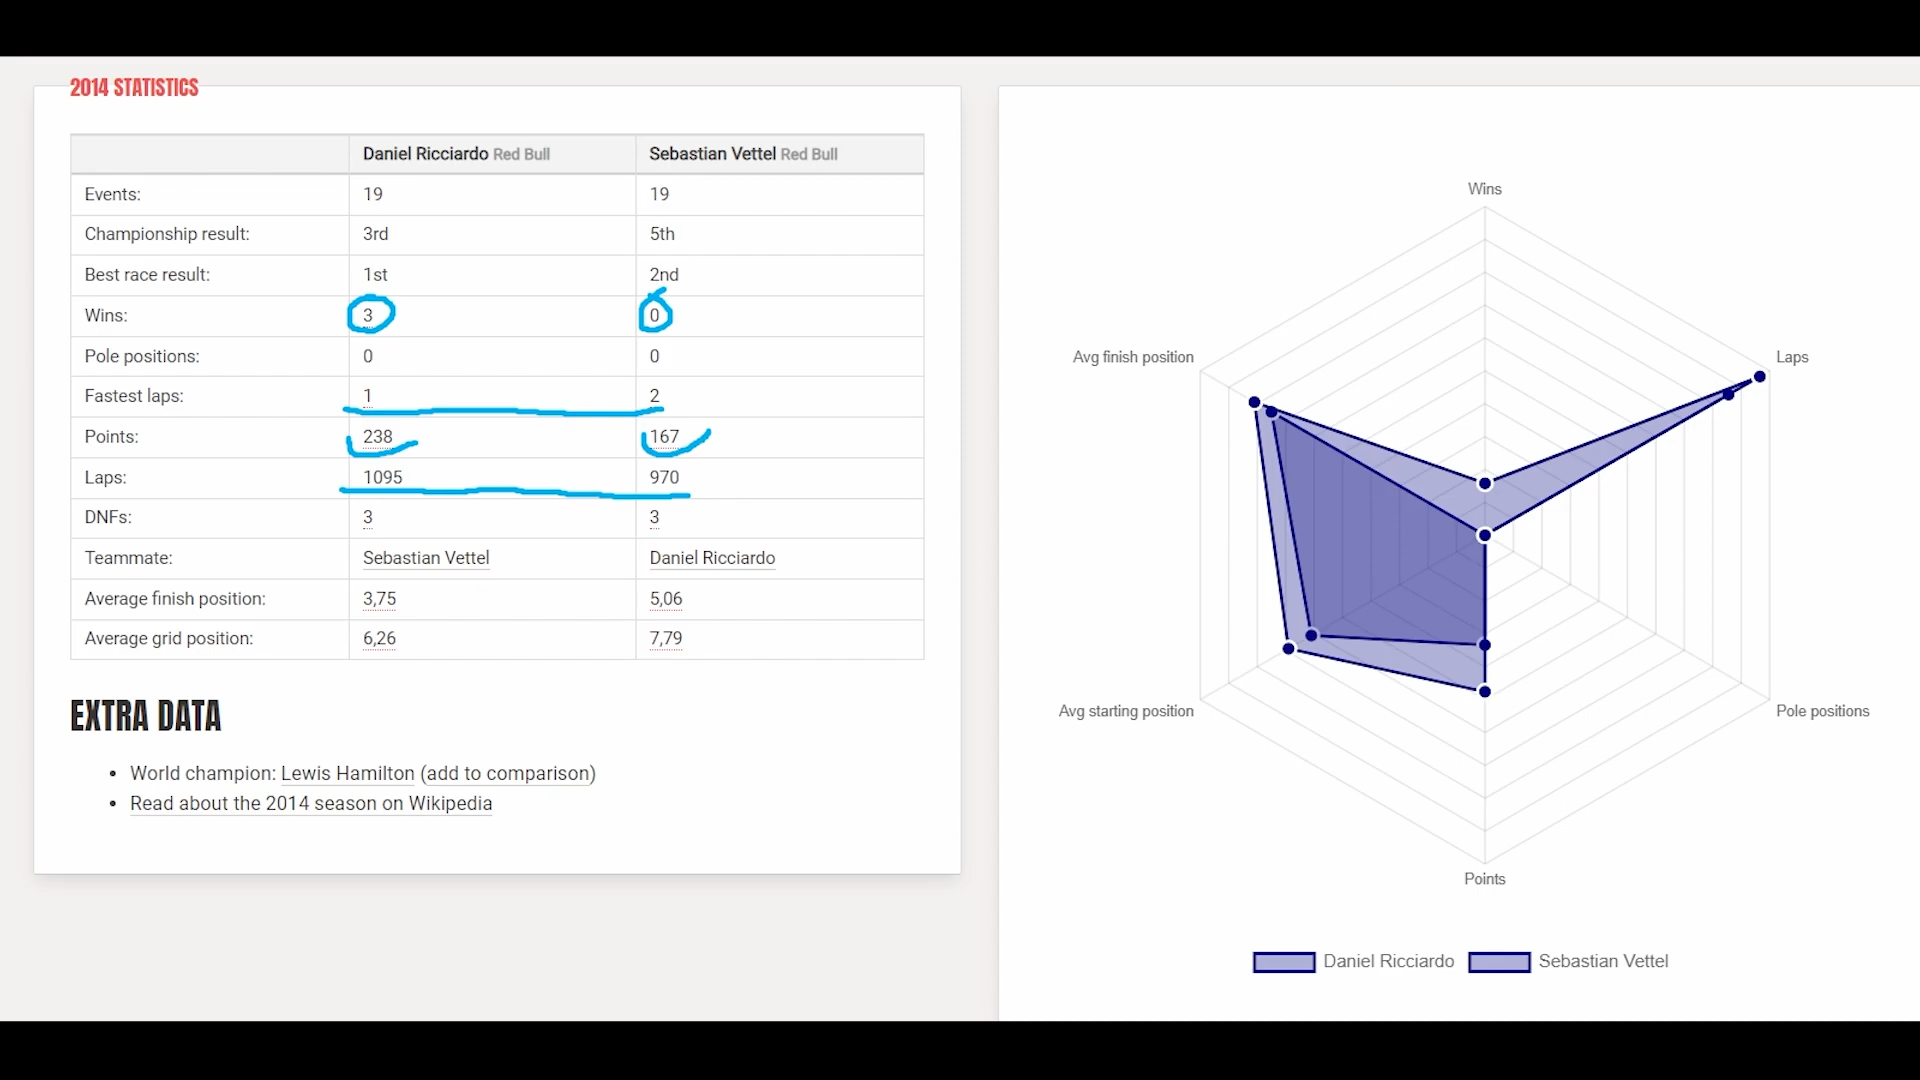 2014 STATISTICS
Daniel Ricciardo Red Bull Sebastian Vettel Red Bull
Events: 19 19
Championship result: 3rd 5th
Best race result: 1st 2nd
Wins: 3 0
Pole positions: 0 0
Fastest laps: 1 2
Points: 238 167
Laps: 1095 970
DNFs: 3 3
Teammate: Sebastian Vettel Daniel Ricciardo
Average finish position: 3,75 5,06
Average grid position: 6,26 7,79
EXTRA DATA
• World champion: Lewis Hamilton (add to comparison)
• Read about the 2014 season on Wikipedia
Wins
Avg finish position
Laps
Avg starting position
Pole positions
Points
Daniel Ricciardo Sebastian Vettel